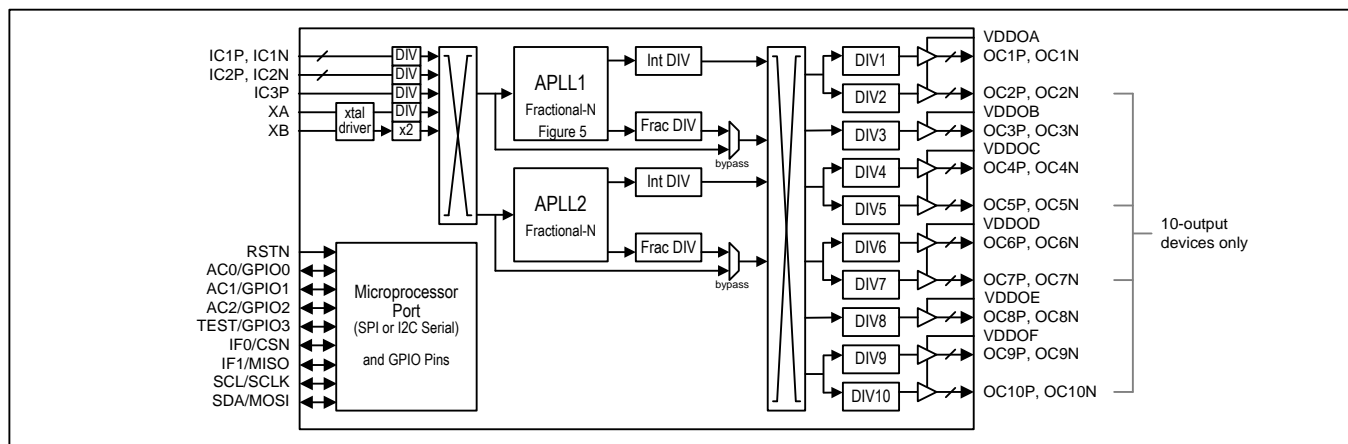 IC1P, IC1N
IC2P, IC2N
IC3P
XA
XB
xtal
driver
DIV
DIV
DIV
DIV
x2
APLL1
Fractional-N
Figure 5
Int DIV
Frac DIV
bypass
APLL2
Fractional-N
Int DIV
Frac DIV
bypass
RSTN
AC0/GPIO0
AC1/GPIO1
AC2/GPIO2
TEST/GPIO3
IF0/CSN
IF1/MISO
SCL/SCLK
SDA/MOSI
Microprocessor
Port
(SPI or I2C Serial)
and GPIO Pins
DIV1
DIV2
DIV3
DIV4
DIV5
DIV6
DIV7
DIV8
DIV9
DIV10
VDDOA
OC1P, OC1N
OC2P, OC2N
VDDOB
OC3P, OC3N
VDDOC
OC4P, OC4N
OC5P, OC5N
VDDOD
OC6P, OC6N
OC7P, OC7N
VDDOE
OC8P, OC8N
VDDOF
OC9P, OC9N
OC10P, OC10N
10-output
devices only